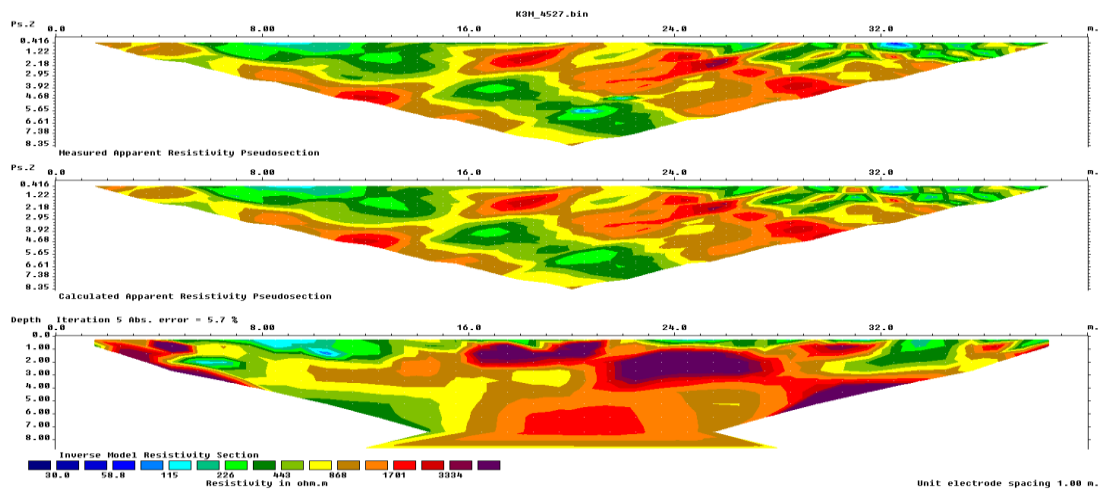 K3M_4527.bin
Ps.Z 0.0 8.00 16.0 24.0 32.0 m.
0.416
1.22
2.18
2.95
3.92
4.68
5.65
6.61
7.38
8.35
Measured Apparent Resistivity Pseudosection
Ps.Z 0.0 8.00 16.0 24.0 32.0 m.
0.416
1.22
2.18
2.95
3.92
4.68
5.65
6.61
7.38
8.35
Calculated Apparent Resistivity Pseudosection
Depth Iteration 5 Abs. error = 5.7 %
0.0 8.00 16.0 24.0 32.0 m.
0.0
1.00
2.00
3.00
4.00
5.00
6.00
7.00
8.00
Inverse Model Resistivity Section
30.0 58.8 115 226 443 868 1701 3334
Resistivity in ohm.m
Unit electrode spacing 1.00 m.